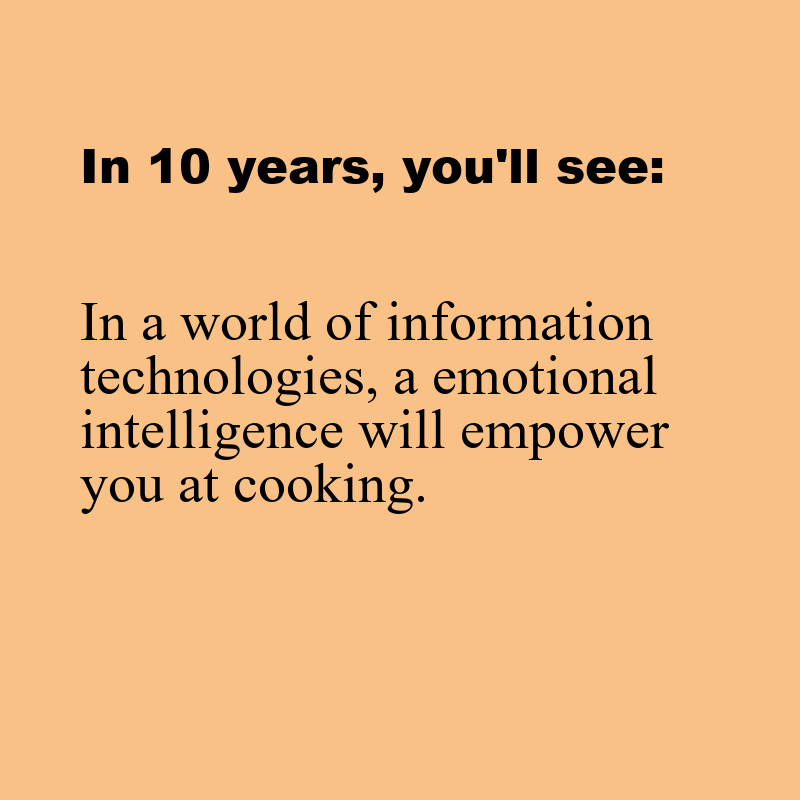 In 10 years, you'll see:
In a world of information
technologies, a emotional
intelligence will empower
you at cooking.